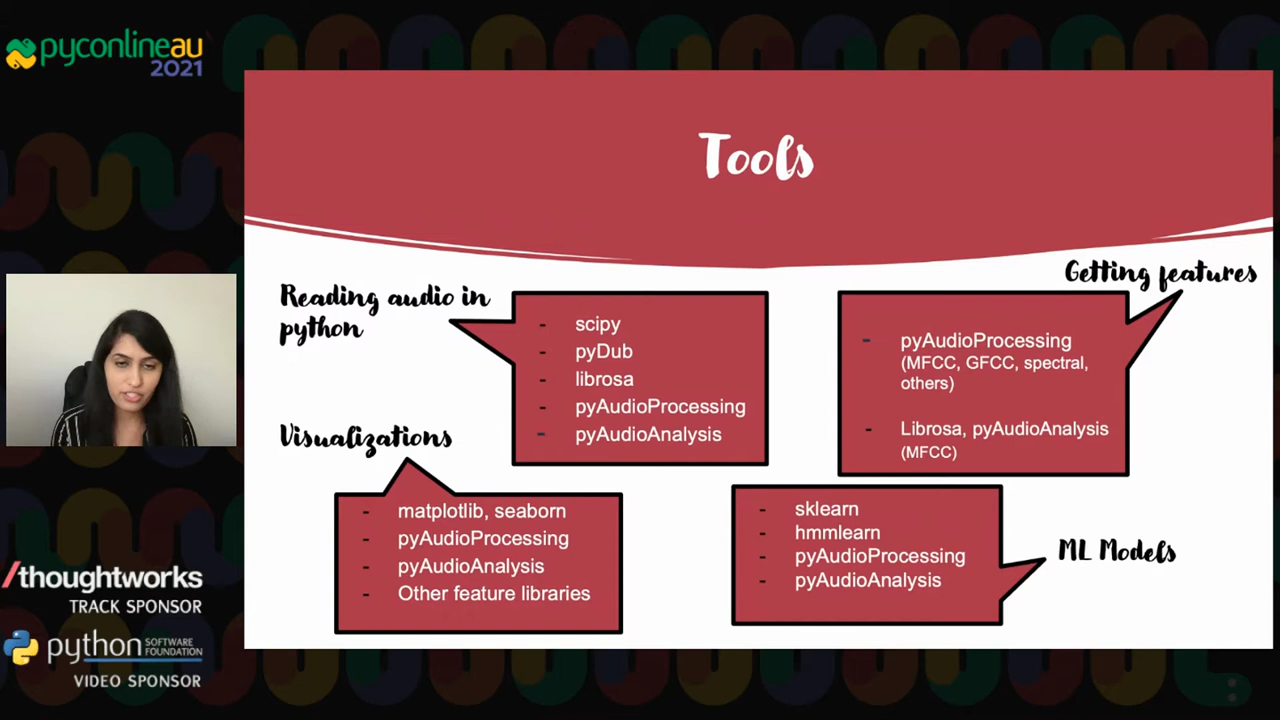 pyconlineau
2021
Tools
Reading audio in
python
- scipy
- pyDub
- librosa
- pyAudioProcessing
- pyAudioAnalysis
Getting features
- pyAudioProcessing
(MFCC, GFCC, spectral,
others)
- Librosa, pyAudioAnalysis
(MFCC)
Visualizations
- matplotlib, seaborn
- pyAudioProcessing
- pyAudioAnalysis
- Other feature libraries
- sklearn
- hmmlearn
- pyAudioProcessing
- pyAudioAnalysis
ML Models
/thoughtworks
TRACK SPONSOR
python SOFTWARE
FOUNDATION
VIDEO SPONSOR